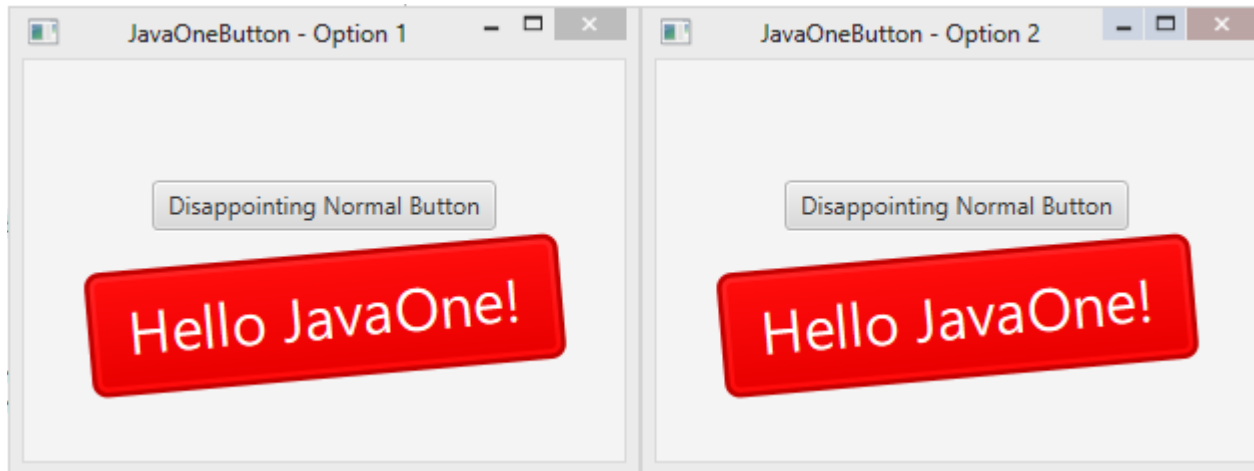 JavaOneButton - Option 1
Disappointing Normal Button
Hello JavaOne!
JavaOneButton - Option 2
Disappointing Normal Button
Hello JavaOne!